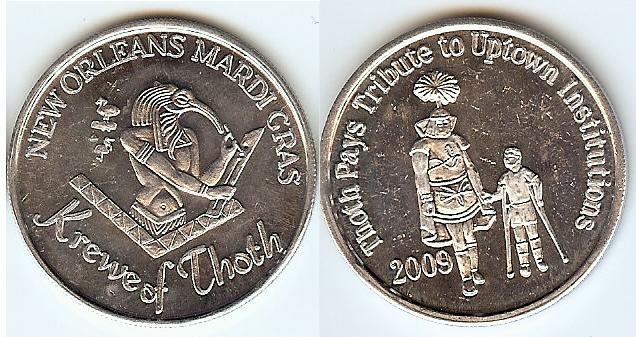 NEW ORLEANS MARDI GRAS
Krewe of Thoth
Thoth Pays Tribute to Uptown Institutions
2009